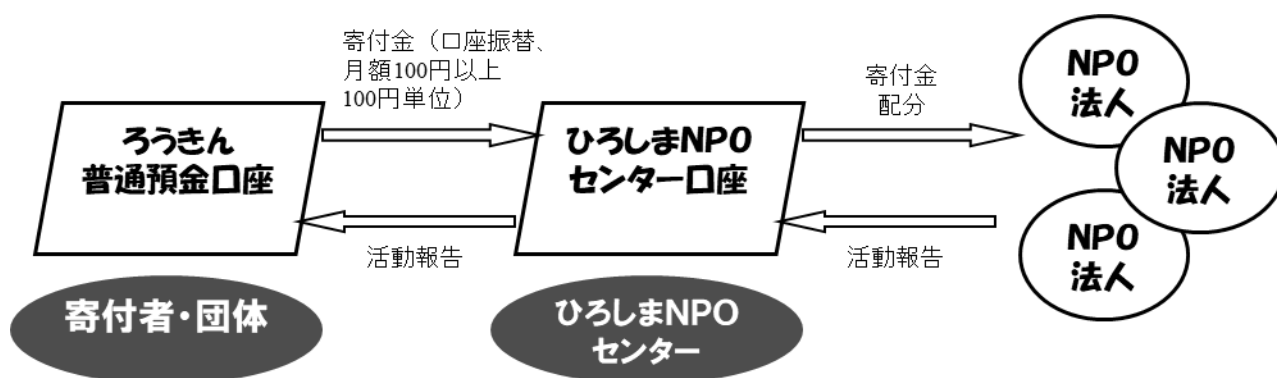 寄付金（口座振替、
月額100円以上
100円単位）
寄付金
配分
NPO
法人
NPO
法人
NPO
法人
ろうきん
普通預金口座
ひろしまNPO
センター口座
活動報告
活動報告
寄付者・団体
ひろしまNPO
センター